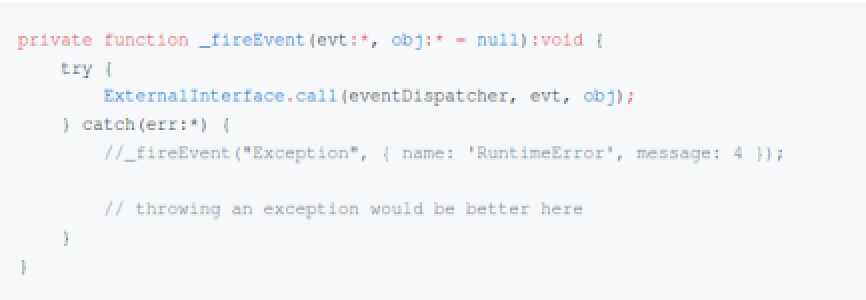 private function _fireEvent(evt:*, obj:* = null):void {
try {
ExternalInterface.call(eventDispatcher, evt, obj);
} catch(err:*) {
//_fireEvent("Exception", { name: 'RuntimeError', message: 4 });
// throwing an exception would be better here
}
}